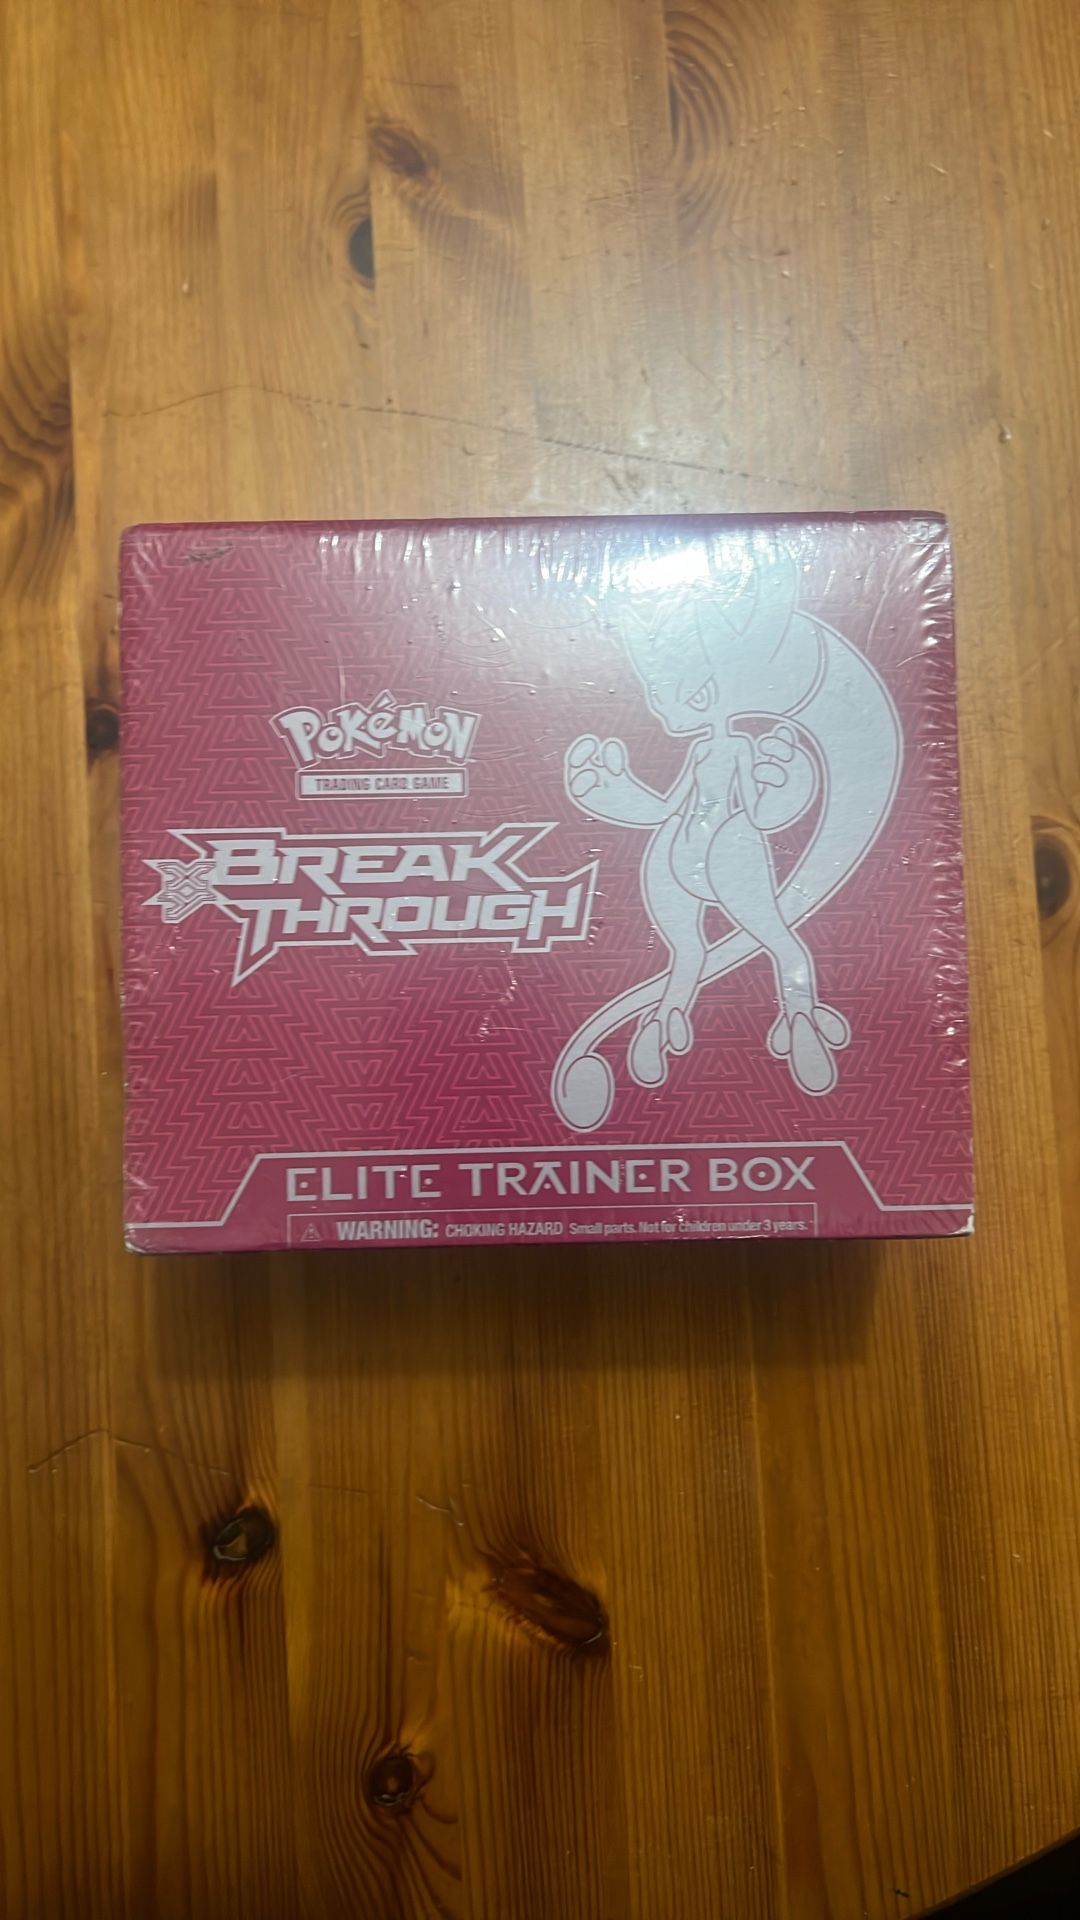 POKéMON
TRADING CARD GAME
BREAK
THROUGH
ELITE TRAINER BOX
WARNING: CHOKING HAZARD Small parts. Not for children under 3 years.